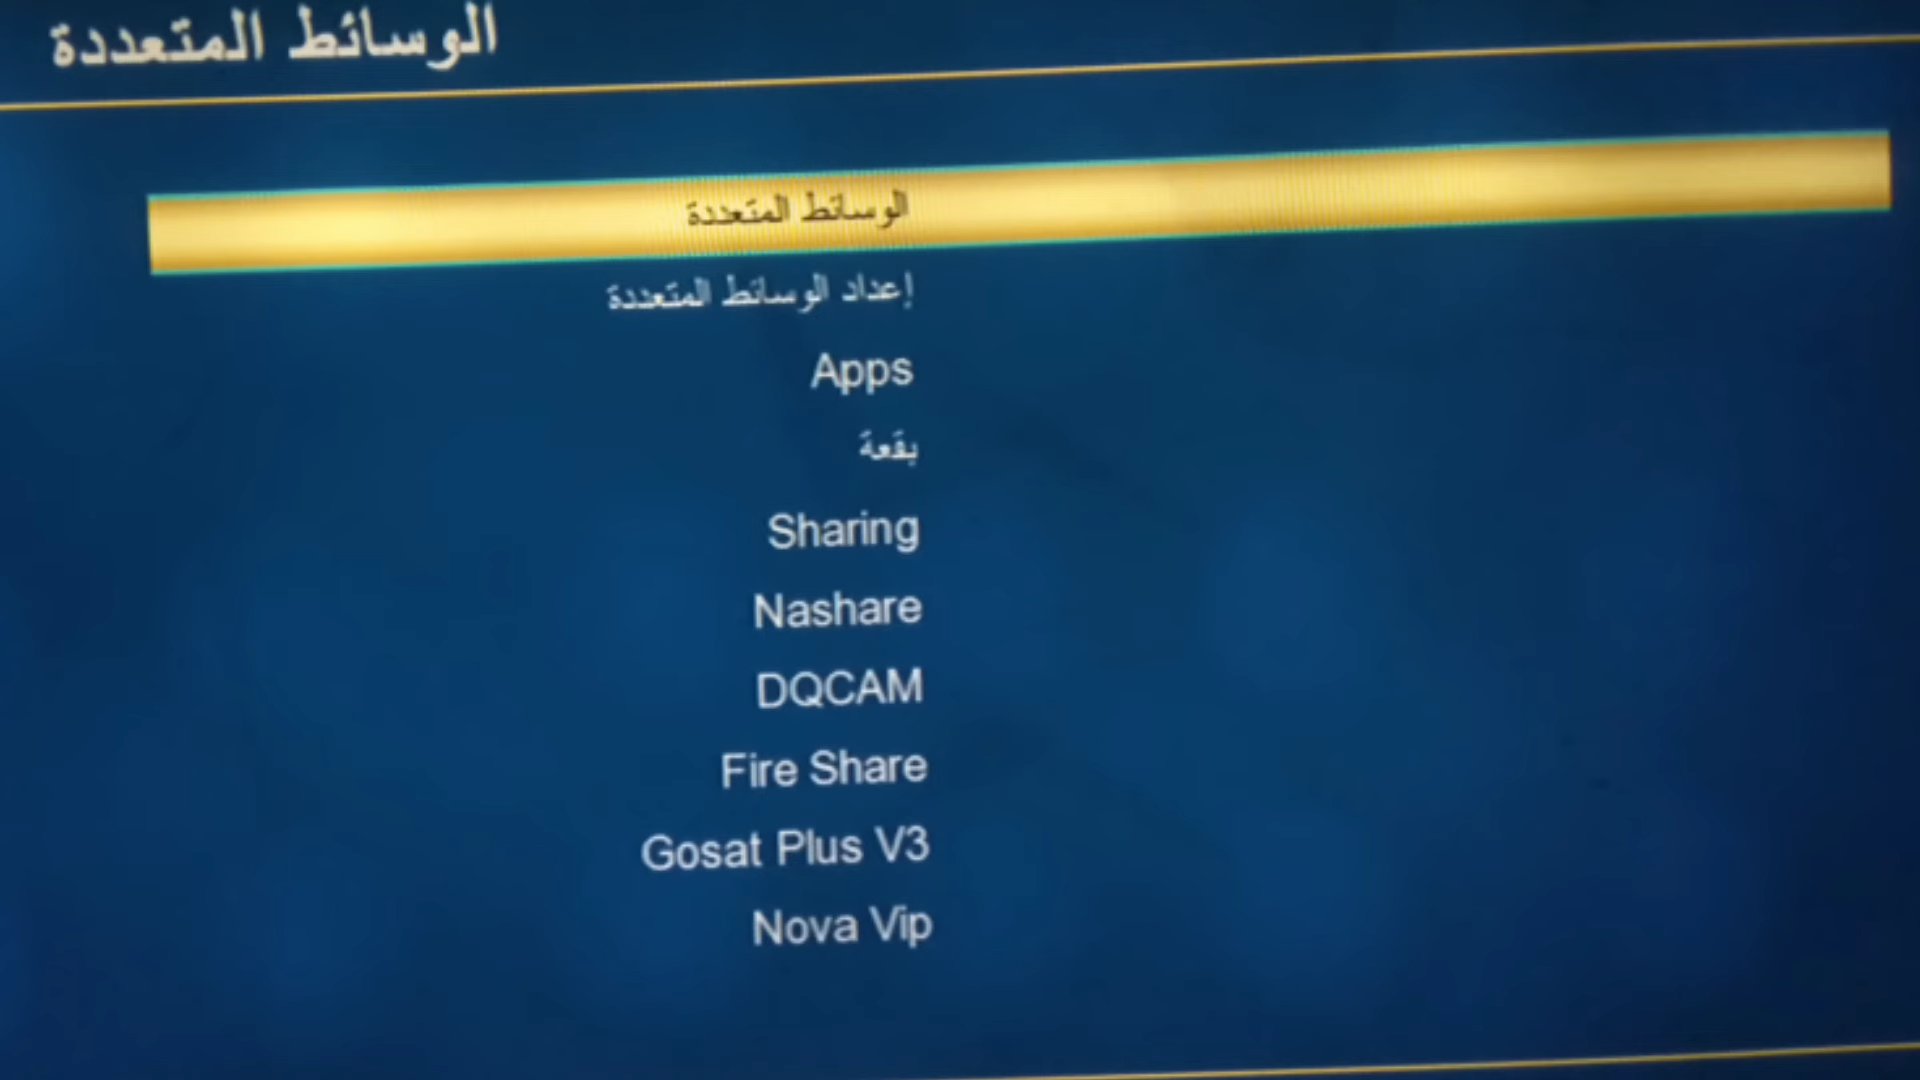 الوسائط المتعددة
الوسائط المتعددة
إعداد الوسائط المتعددة
Apps
بقعة
Sharing
Nashare
DQCAM
Fire Share
Gosat Plus V3
Nova Vip